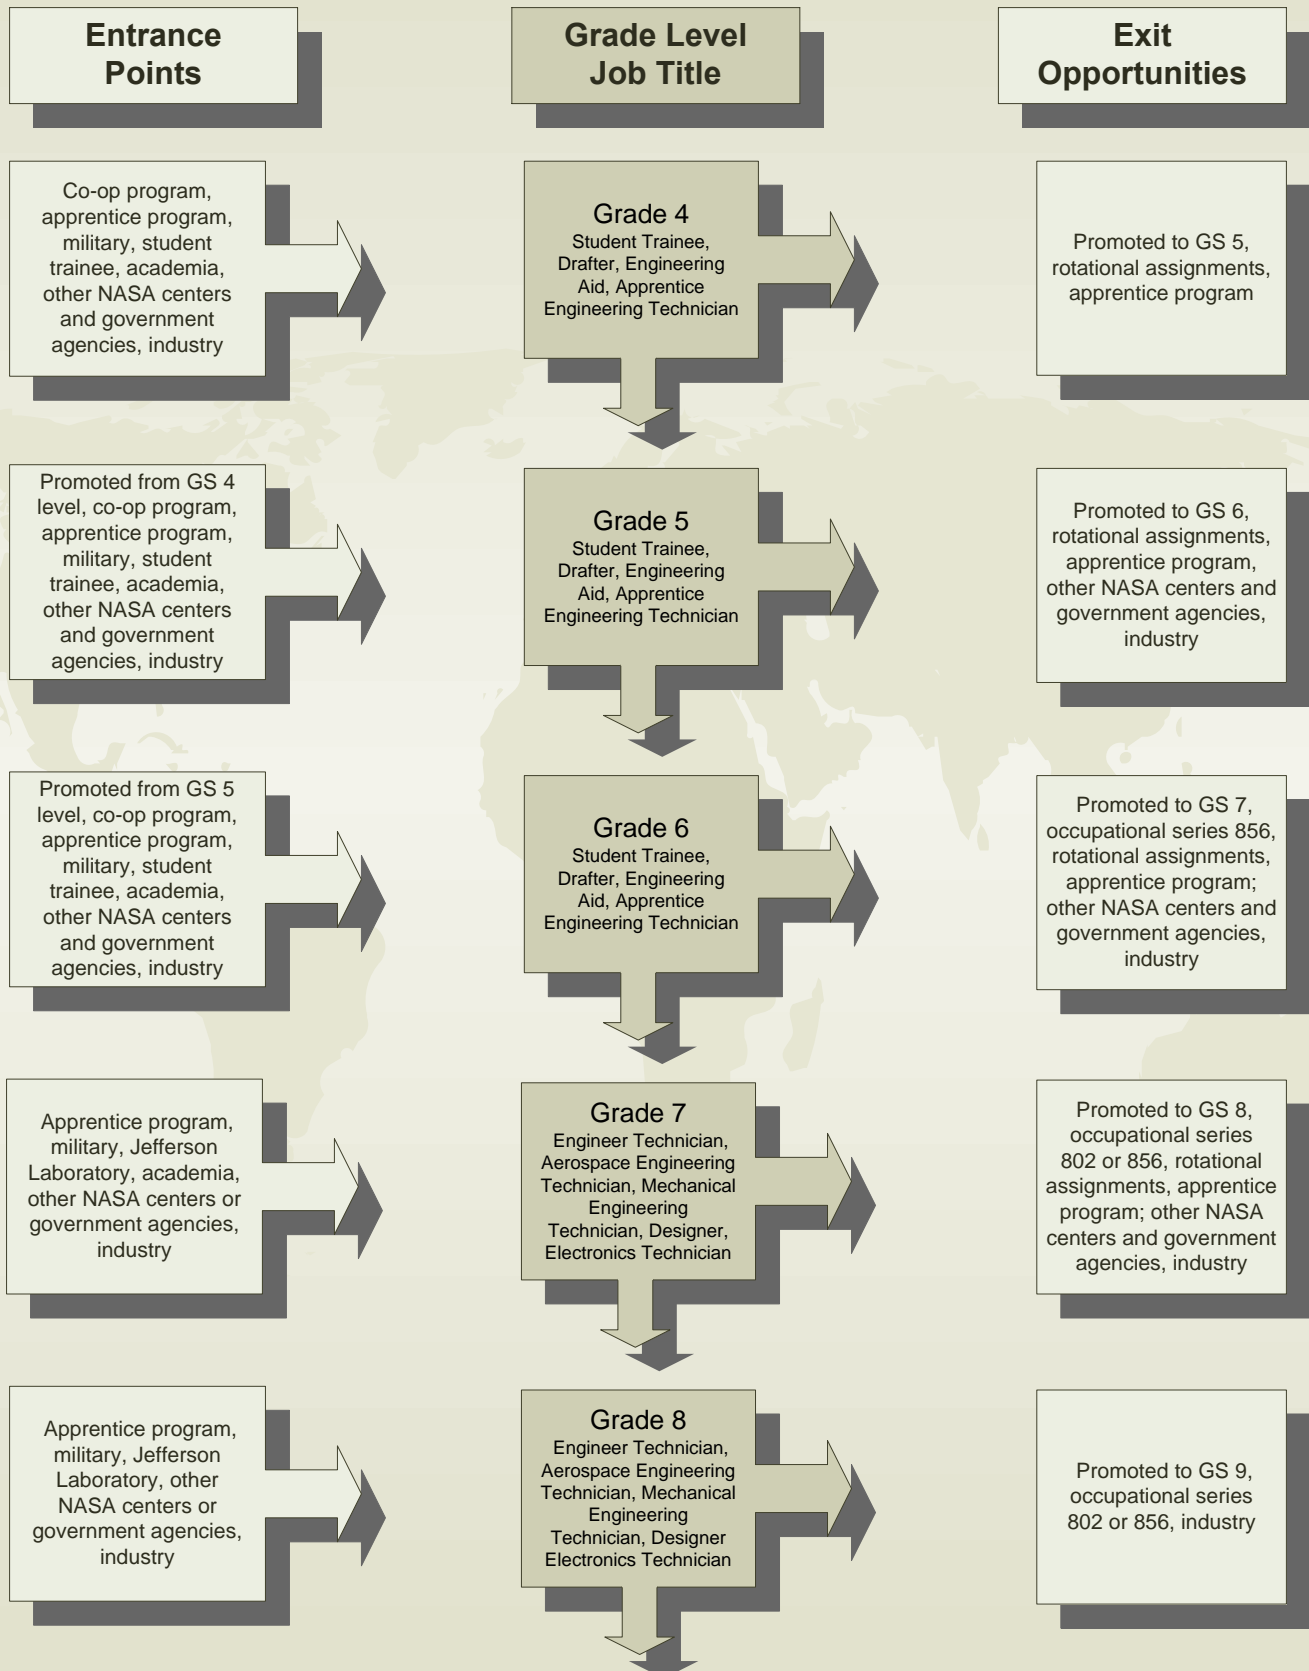 Entrance
Points
Grade Level
Job Title
Exit
Opportunities
Co-op program,
apprentice program,
military, student
trainee, academia,
other NASA centers
and government
agencies, industry
Grade 4
Student Trainee,
Drafter, Engineering
Aid, Apprentice
Engineering Technician
Promoted to GS 5,
rotational assignments,
apprentice program
Promoted from GS 4
level, co-op program,
apprentice program,
military, student
trainee, academia,
other NASA centers
and government
agencies, industry
Grade 5
Student Trainee,
Drafter, Engineering
Aid, Apprentice
Engineering Technician
Promoted to GS 6,
rotational assignments,
apprentice program,
other NASA centers and
government agencies,
industry
Promoted from GS 5
level, co-op program,
apprentice program,
military, student
trainee, academia,
other NASA centers
and government
agencies, industry
Grade 6
Student Trainee,
Drafter, Engineering
Aid, Apprentice
Engineering Technician
Promoted to GS 7,
occupational series 856,
rotational assignments,
apprentice program;
other NASA centers and
government agencies,
industry
Apprentice program,
military, Jefferson
Laboratory, academia,
other NASA centers or
government agencies,
industry
Grade 7
Engineer Technician,
Aerospace Engineering
Technician, Mechanical
Engineering
Technician, Designer,
Electronics Technician
Promoted to GS 8,
occupational series
802 or 856, rotational
assignments, apprentice
program; other NASA
centers and government
agencies, industry
Apprentice program,
military, Jefferson
Laboratory, other
NASA centers or
government agencies,
industry
Grade 8
Engineer Technician,
Aerospace Engineering
Technician, Mechanical
Engineering
Technician, Designer
Electronics Technician
Promoted to GS 9,
occupational series
802 or 856, industry